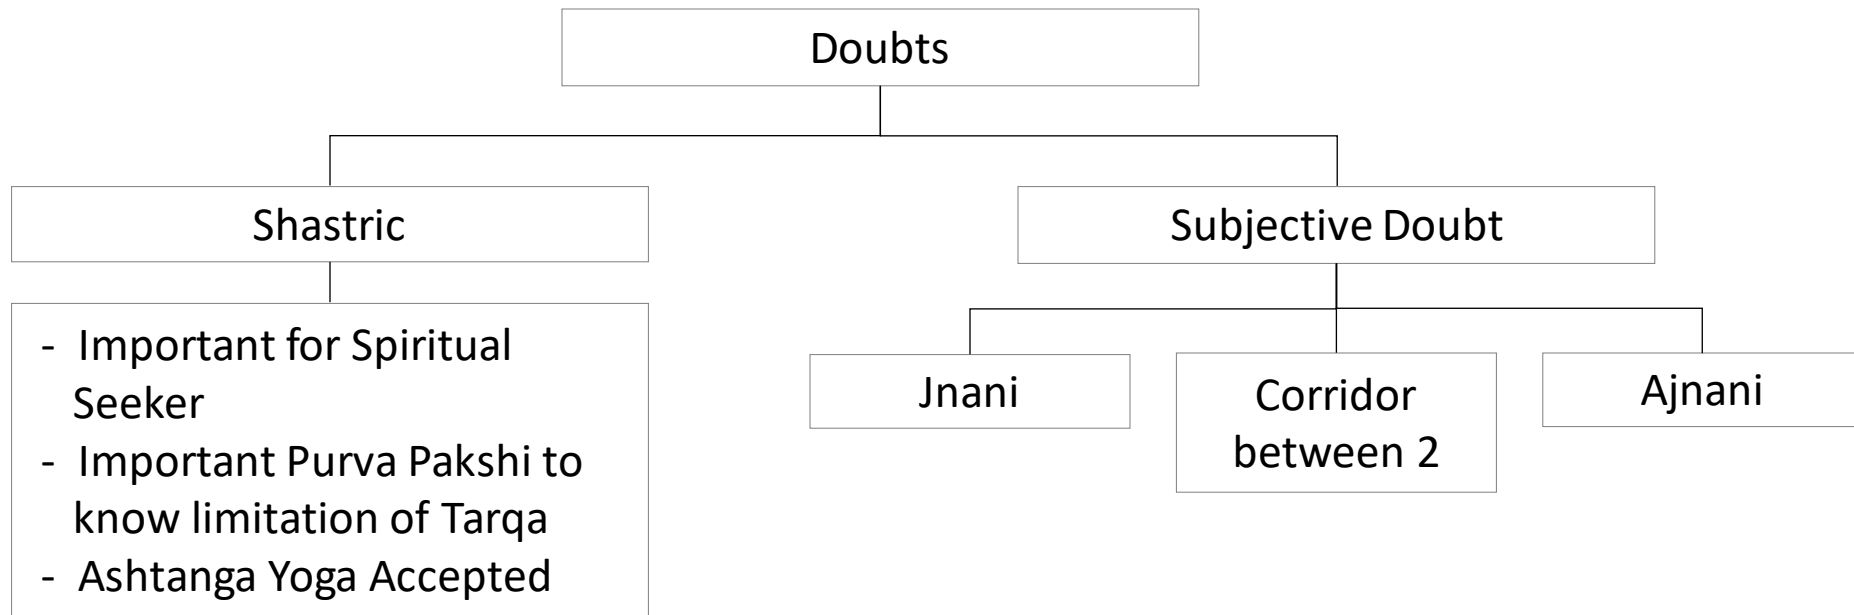 Doubts
Shastric
Subjective Doubt
- Important for Spiritual
Seeker
- Important Purva Pakshi to
know limitation of Tarqa
- Ashtanga Yoga Accepted
Jnani
Corridor
between 2
Ajnani